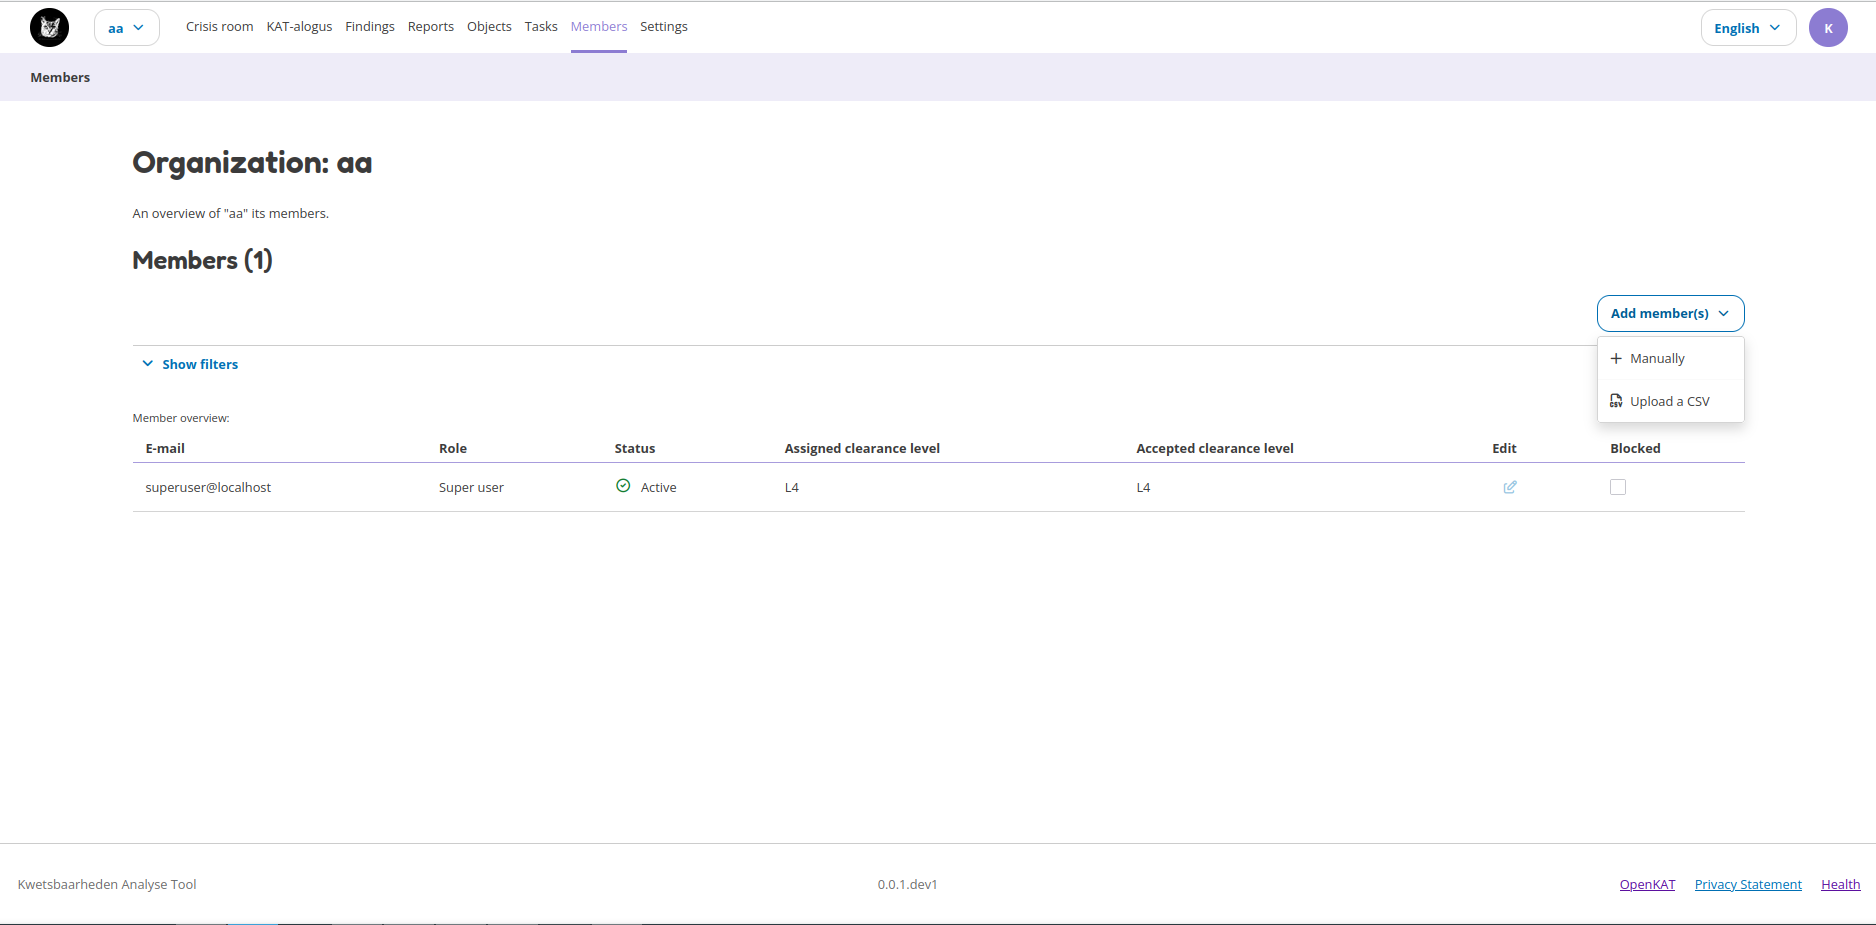 aa Crisis room KAT-alogus Findings Reports Objects Tasks Members Settings English K
Members
Organization: aa
An overview of "aa" its members.
Members (1)
Add member(s)
Manually
Upload a CSV
Show filters
Member overview:
E-mail Role Status Assigned clearance level Accepted clearance level Edit Blocked
superuser@localhost Super user Active L4 L4
Kwetsbaarheden Analyse Tool 0.0.1.dev1 OpenKAT Privacy Statement Health